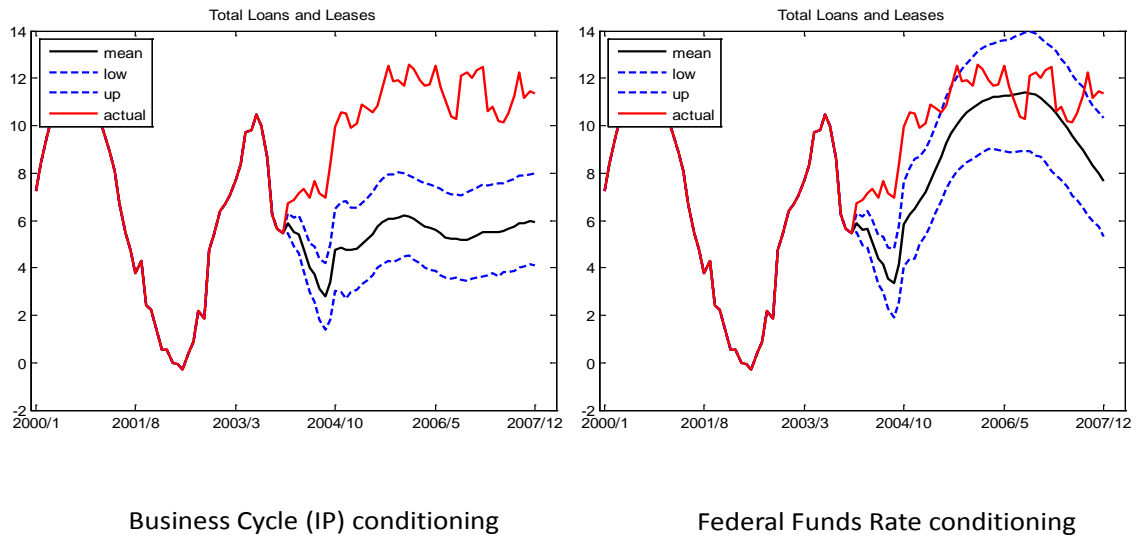 Total Loans and Leases
14
12
10
8
6
4
2
0
-2
mean
low
up
actual
2000/1 2001/8 2003/3 2004/10 2006/5 2007/12
Total Loans and Leases
14
12
10
8
6
4
2
0
-2
mean
low
up
actual
2000/1 2001/8 2003/3 2004/10 2006/5 2007/12
Business Cycle (IP) conditioning
Federal Funds Rate conditioning